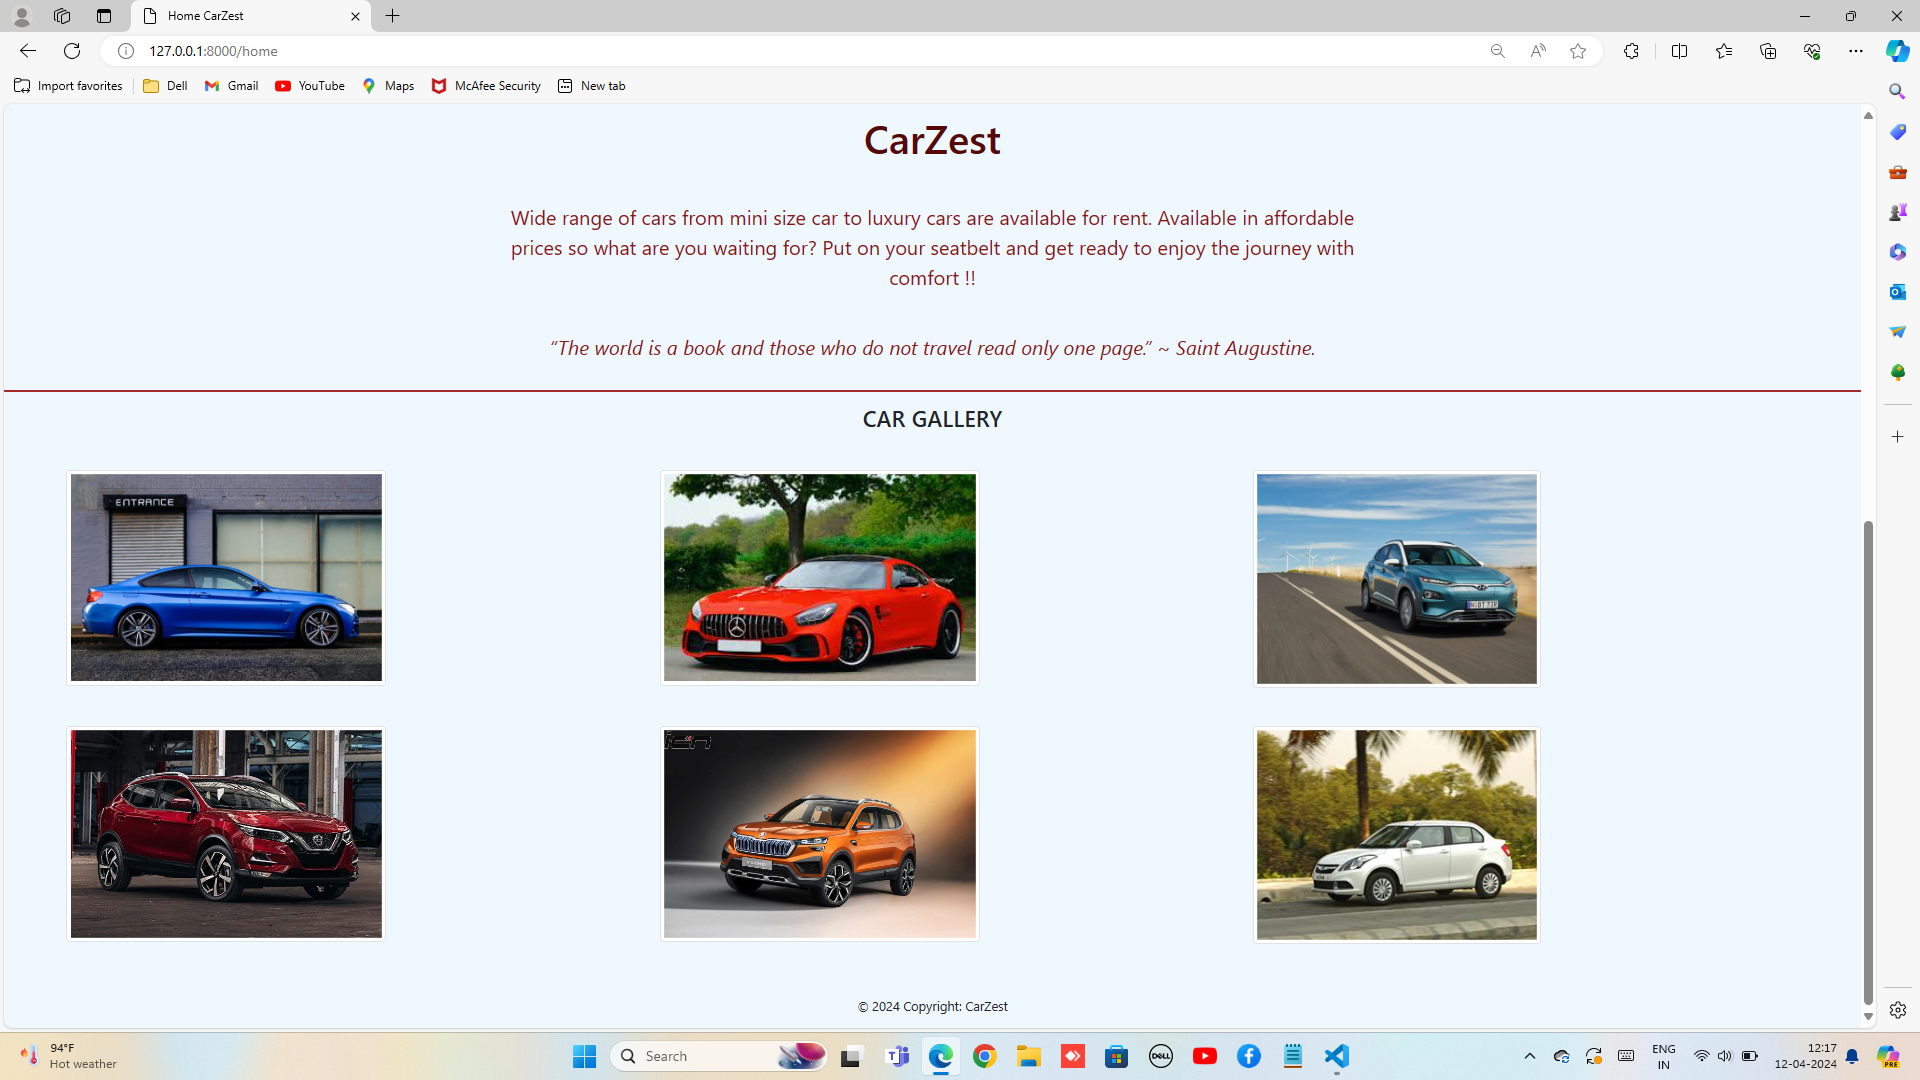 Home CarZest
127.0.0.1:8000/home
Import favorites
Dell
Gmail
YouTube
Maps
McAfee Security
New tab
CarZest
Wide range of cars from mini size car to luxury cars are available for rent. Available in affordable
prices so what are you waiting for? Put on your seatbelt and get ready to enjoy the journey with
comfort !!
“The world is a book and those who do not travel read only one page.” ~ Saint Augustine.
CAR GALLERY
ENTRANCE
© 2024 Copyright: CarZest
94°F
Hot weather
Search
DELL
ENG
IN
12:17
12-04-2024
PRE